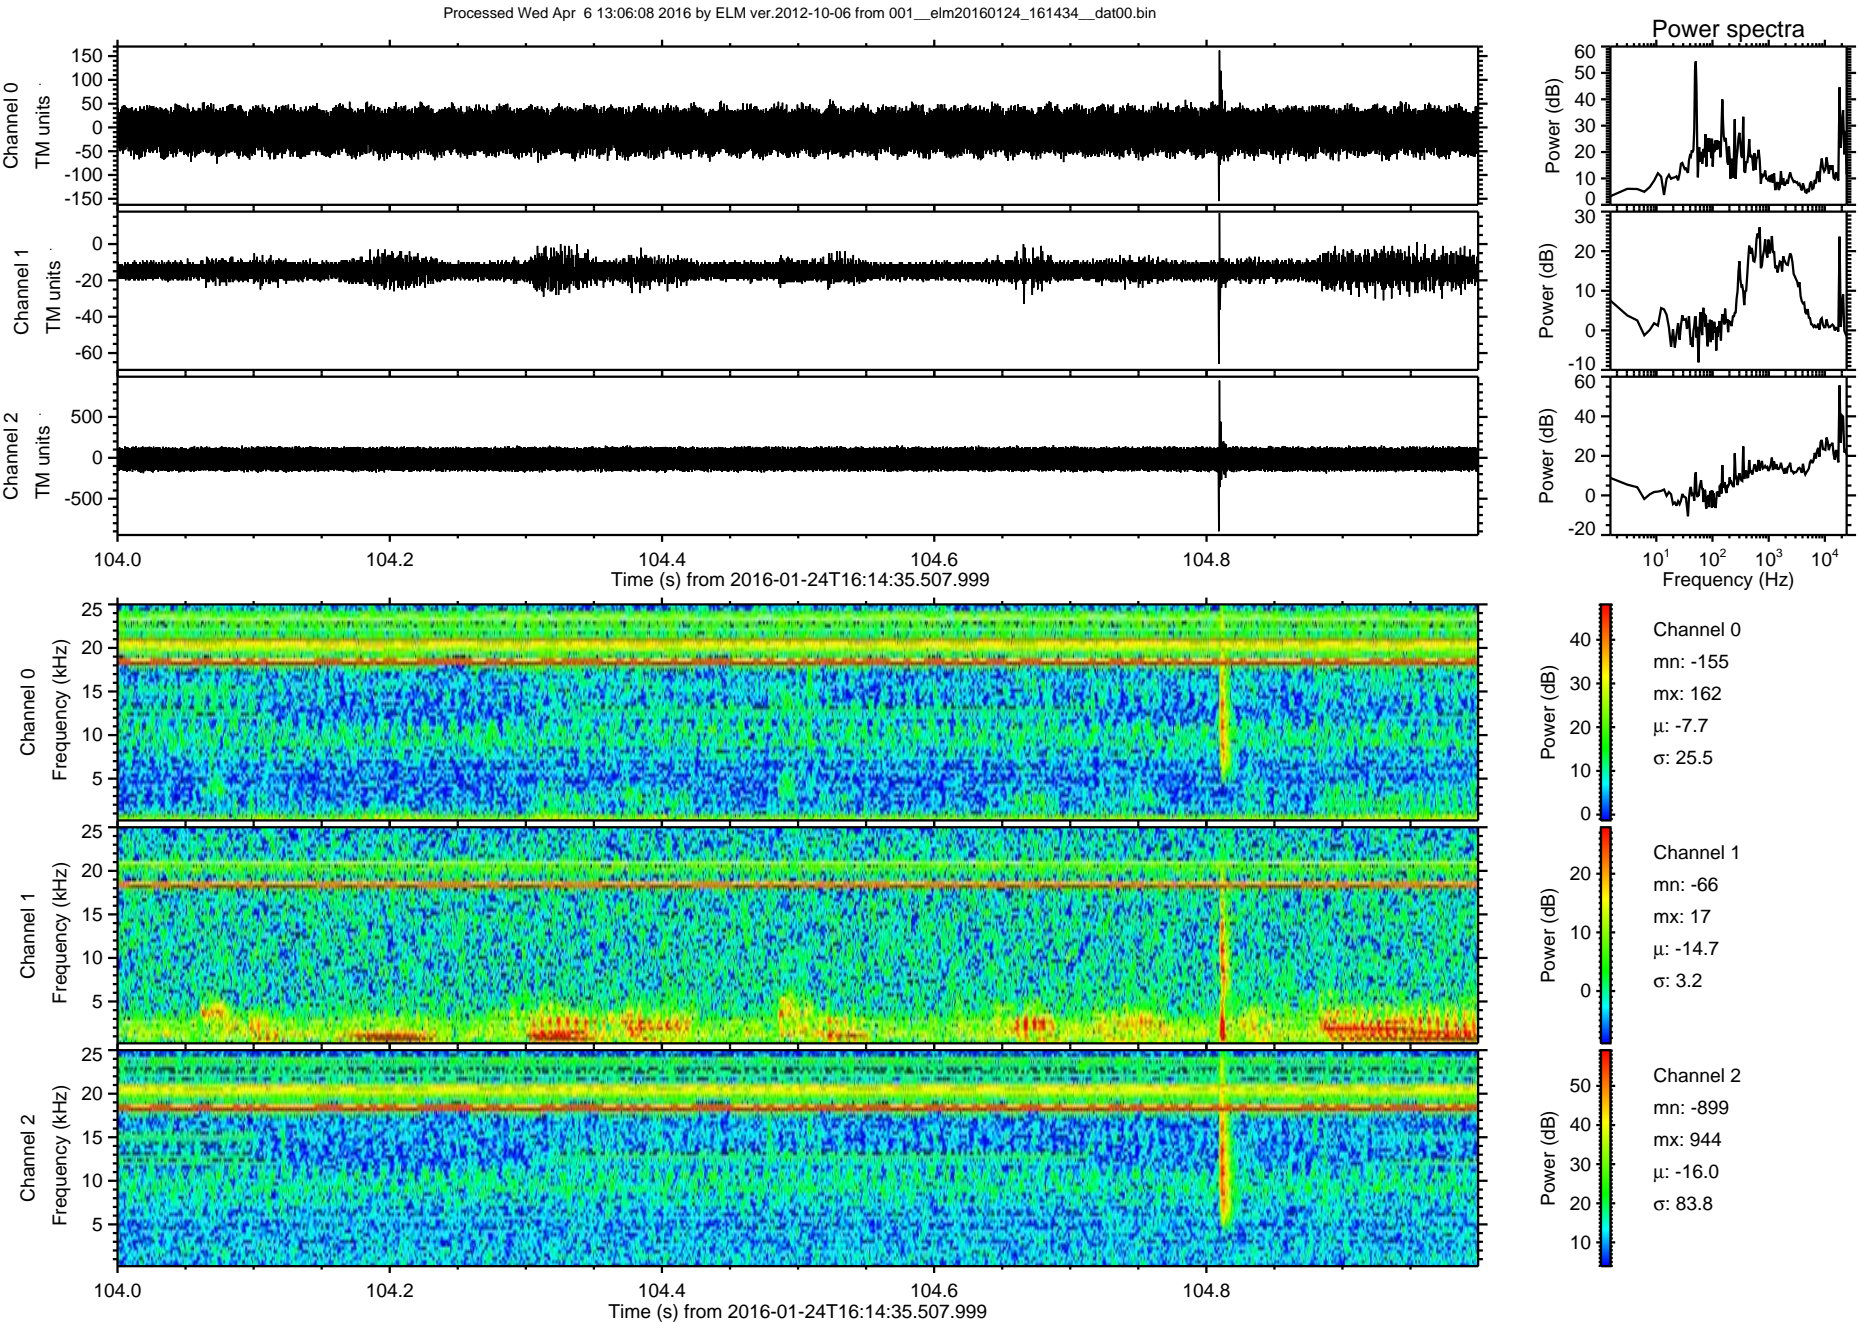 Processed Wed Apr  6 13:06:08 2016 by ELM ver.2012-10-06 from 001__elm20160124_161434__dat00.bin
Power spectra
Channel 0
TM units
150
100
50
0
-50
-100
-150
Power (dB)
60
50
40
30
20
10
0
Channel 1
TM units
0
-20
-40
-60
Power (dB)
30
20
10
0
-10
Channel 2
TM units
500
0
-500
Power (dB)
60
40
20
0
-20
104.0 104.2 104.4 104.6 104.8
Time (s) from 2016-01-24T16:14:35.507.999
10¹ 10² 10³ 10⁴
Frequency (Hz)
Channel 0
Frequency (kHz)
25
20
15
10
5
Power (dB)
40
30
20
10
0
Channel 0
mn: -155
mx: 162
µ: -7.7
σ: 25.5
Channel 1
Frequency (kHz)
25
20
15
10
5
Power (dB)
20
10
0
Channel 1
mn: -66
mx: 17
µ: -14.7
σ: 3.2
Channel 2
Frequency (kHz)
25
20
15
10
5
Power (dB)
50
40
30
20
10
Channel 2
mn: -899
mx: 944
µ: -16.0
σ: 83.8
104.0 104.2 104.4 104.6 104.8
Time (s) from 2016-01-24T16:14:35.507.999